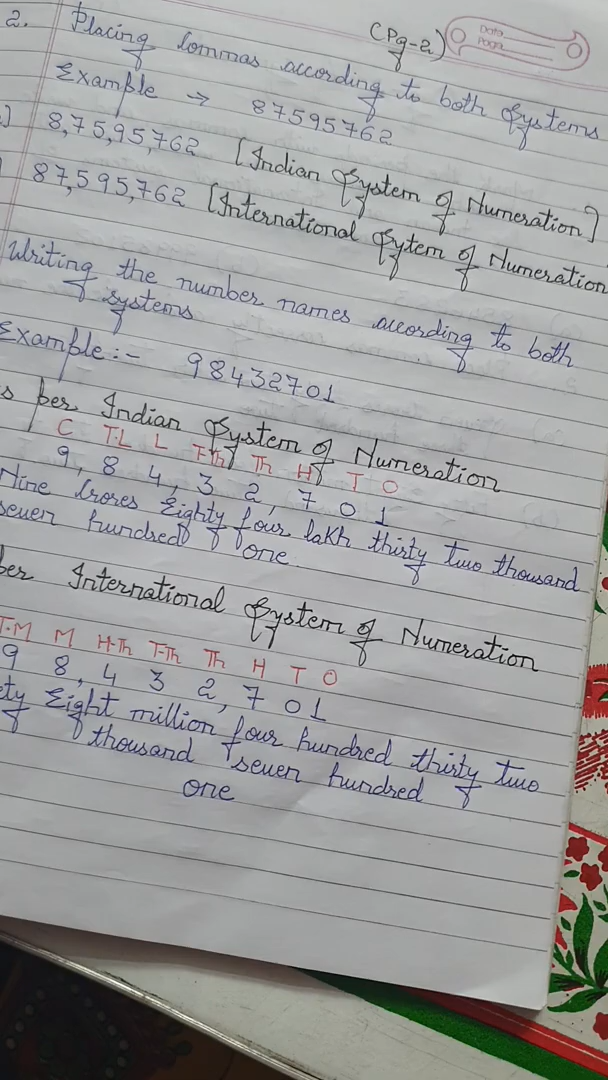 (Pg-2)
Date
Page
2. Placing Commas according to both Systems
Example → 87595762
) 8,75,95,762 [Indian System of Numeration]
87,595,762 [International Sytem of Numeration
Writing the number names according to both
systems
Example:- 98432701
s per Indian System of Numeration
C T-L L T-Th Th H T O
9, 8 4, 3 2, 7 0 1
Nine Crores Eighty four lakh thirty two thousand
seven hundred one
per International System of Numeration
T-M M H-Th T-Th Th H T O
9 8, 4 3 2, 7 0 1
ety Eight million four hundred thirty two
thousand seven hundred
one